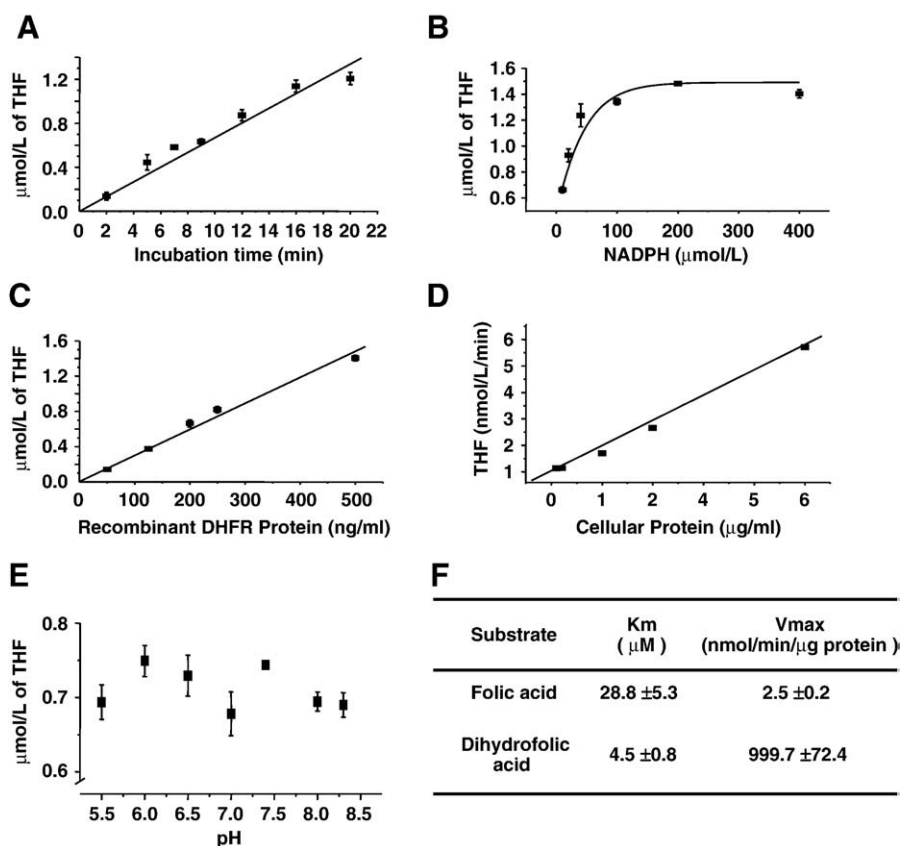 A
μmol/L of THF
1.2
0.8
0.4
0.0
0 2 4 6 8 10 12 14 16 18 20 22
Incubation time (min)
B
μmol/L of THF
1.6
1.4
1.2
1.0
0.8
0.6
0 100 200 300 400
NADPH (μmol/L)
C
μmol/L of THF
1.6
1.2
0.8
0.4
0.0
0 100 200 300 400 500
Recombinant DHFR Protein (ng/ml)
D
THF (nmol/L/min)
6
5
4
3
2
1
0 1 2 3 4 5 6
Cellular Protein (μg/ml)
E
μmol/L of THF
0.8
0.7
0.6
5.5 6.0 6.5 7.0 7.5 8.0 8.5
pH
F
Substrate Km Vmax
( μM ) (nmol/min/μg protein )
Folic acid 28.8 ±5.3 2.5 ±0.2
Dihydrofolic
acid 4.5 ±0.8 999.7 ±72.4